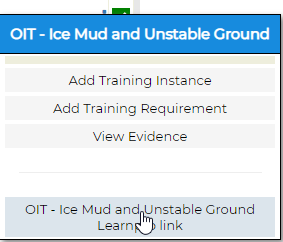 OIT - Ice Mud and Unstable Ground
Add Training Instance
Add Training Requirement
View Evidence
OIT - Ice Mud and Unstable Ground
link